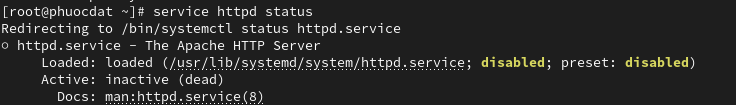 [root@phuocdat ~]# service httpd status
Redirecting to /bin/systemctl status httpd.service
○ httpd.service - The Apache HTTP Server
Loaded: loaded (/usr/lib/systemd/system/httpd.service; disabled; preset: disabled)
Active: inactive (dead)
Docs: man:httpd.service(8)